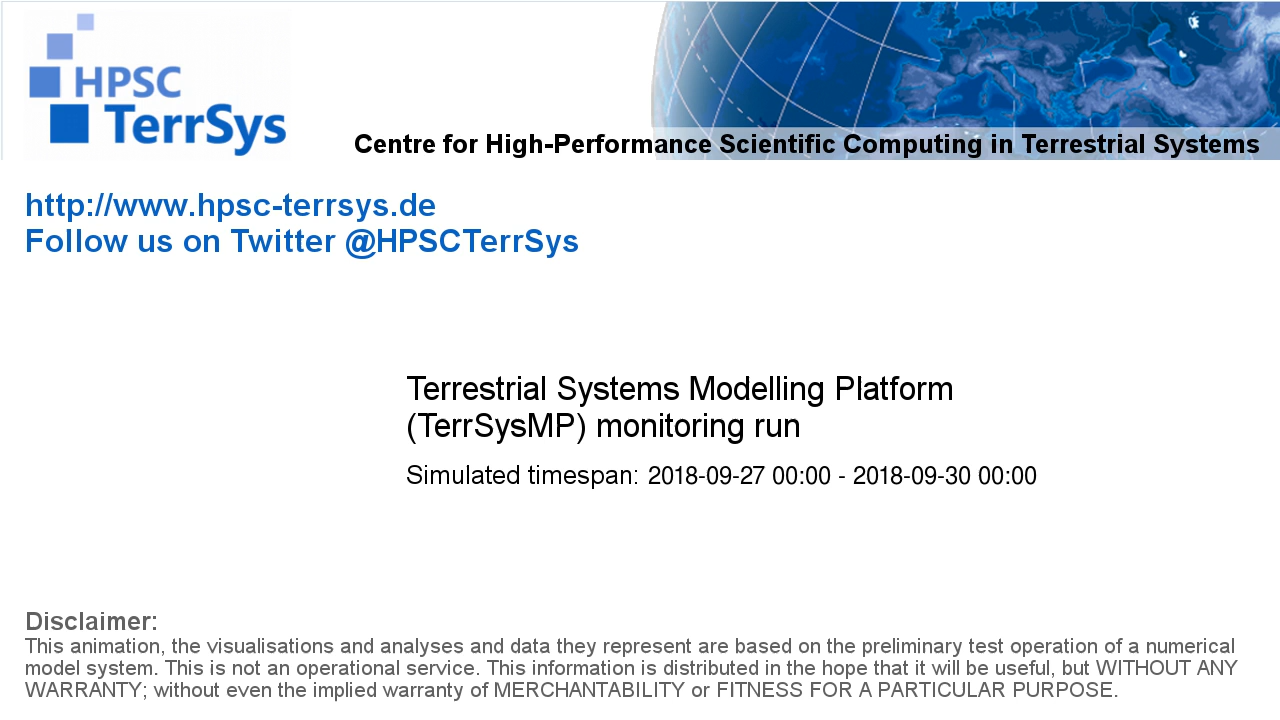 HPSC
TerrSys
Centre for High-Performance Scientific Computing in Terrestrial Systems
http://www.hpsc-terrsys.de
Follow us on Twitter @HPSCTerrSys
Terrestrial Systems Modelling Platform
(TerrSysMP) monitoring run
Simulated timespan: 2018-09-27 00:00 - 2018-09-30 00:00
Disclaimer:
This animation, the visualisations and analyses and data they represent are based on the preliminary test operation of a numerical
model system. This is not an operational service. This information is distributed in the hope that it will be useful, but WITHOUT ANY
WARRANTY; without even the implied warranty of MERCHANTABILITY or FITNESS FOR A PARTICULAR PURPOSE.